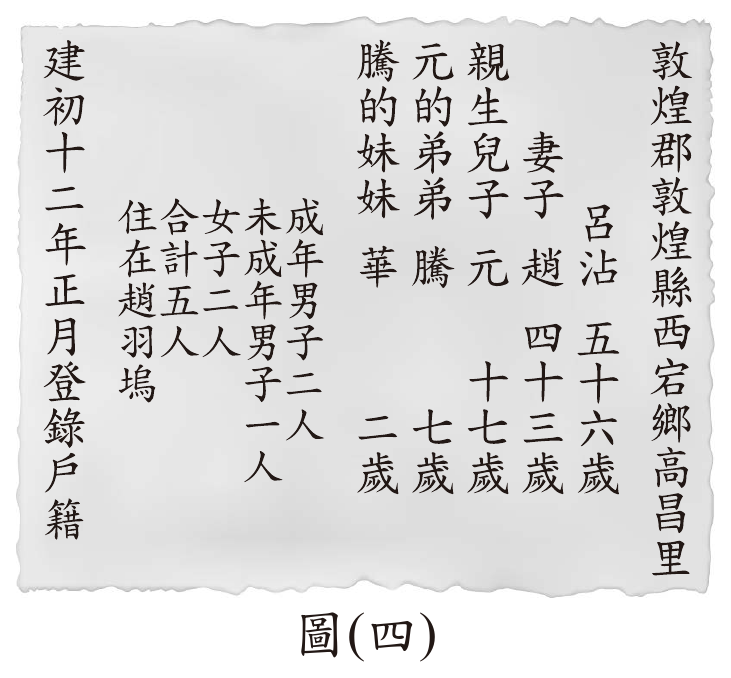 敦煌郡敦煌縣西宕鄉高昌里
呂沾 五十六歲
妻子 趙 四十三歲
親生兒子 元 十七歲
元的弟弟 騰 七歲
騰的妹妹 華 二歲
成年男子二人
未成年男子一人
女子二人
合計五人
住在趙羽塢
建初十二年正月登錄戶籍
圖(四)